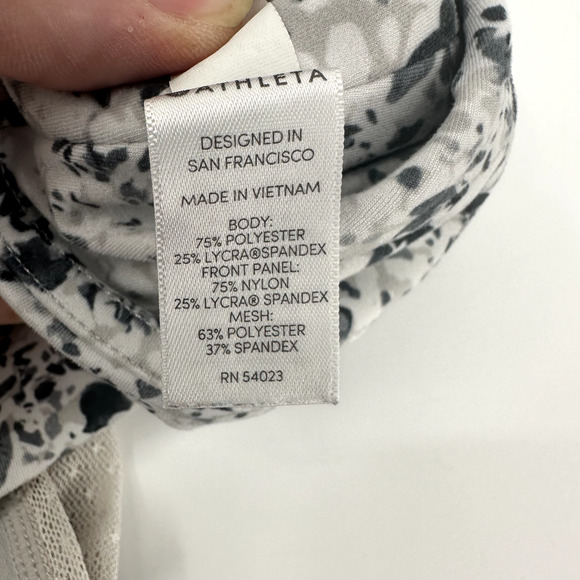 ATHLETA
DESIGNED IN
SAN FRANCISCO
MADE IN VIETNAM
BODY:
75% POLYESTER
25% LYCRA®SPANDEX
FRONT PANEL:
75% NYLON
25% LYCRA® SPANDEX
MESH:
63% POLYESTER
37% SPANDEX
RN 54023